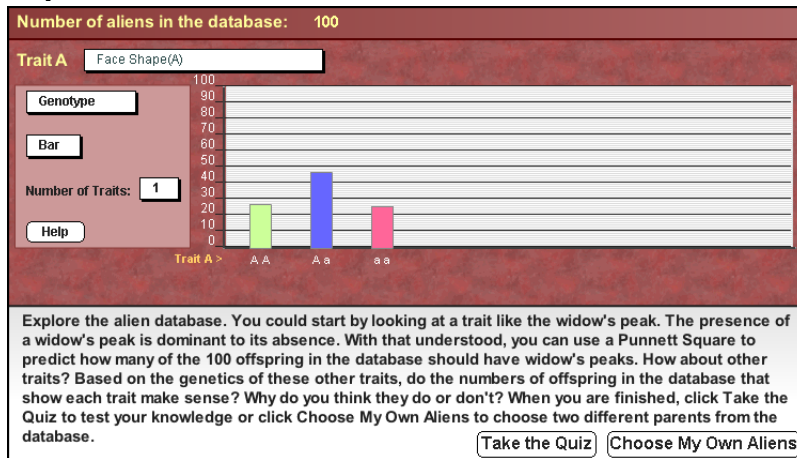 Number of aliens in the database: 100
Trait A Face Shape(A)
100
90
80
70
60
50
40
30
20
10
0
Genotype
Bar
Number of Traits: 1
Help
Trait A > A A A a a a
Explore the alien database. You could start by looking at a trait like the widow's peak. The presence of
a widow's peak is dominant to its absence. With that understood, you can use a Punnett Square to
predict how many of the 100 offspring in the database should have widow's peaks. How about other
traits? Based on the genetics of these other traits, do the numbers of offspring in the database that
show each trait make sense? Why do you think they do or don't? When you are finished, click Take the
Quiz to test your knowledge or click Choose My Own Aliens to choose two different parents from the
database.
Take the Quiz Choose My Own Aliens